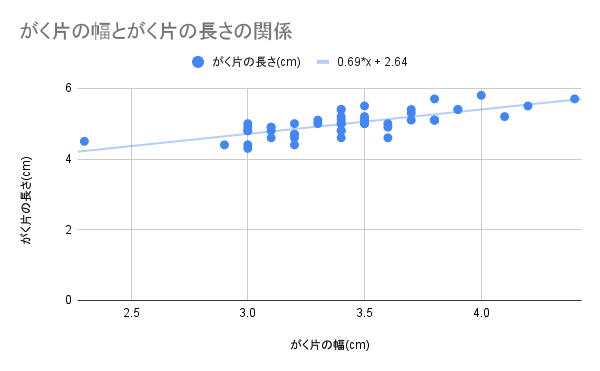 がく片の幅とがく片の長さの関係
がく片の長さ(cm) 0.69*x + 2.64
6
4
2
0
がく片の長さ(cm)
2.5 3.0 3.5 4.0
がく片の幅(cm)